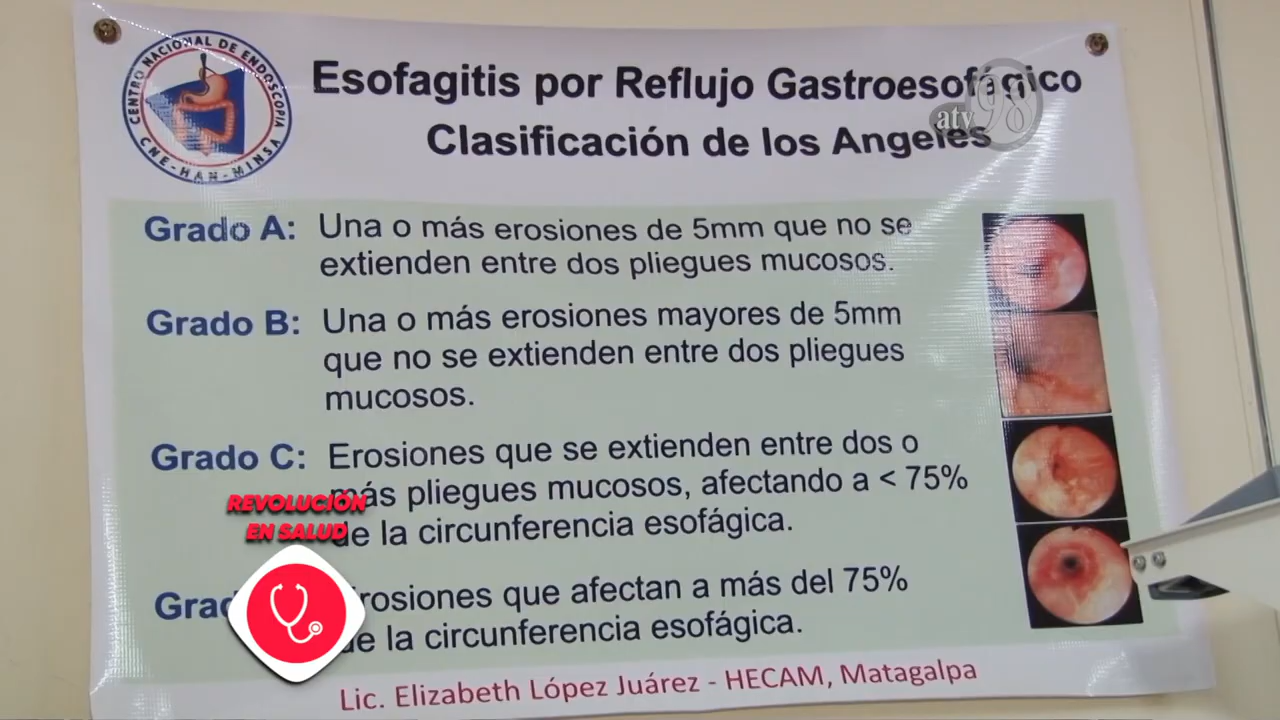 CENTRO NACIONAL DE ENDOSCOPIA
CNE-HAN-MINSA
Esofagitis por Reflujo Gastroesofágico
Clasificación de los Angeles
atv 98
Grado A: Una o más erosiones de 5mm que no se
extienden entre dos pliegues mucosos.
Grado B: Una o más erosiones mayores de 5mm
que no se extienden entre dos pliegues
mucosos.
Grado C: Erosiones que se extienden entre dos o
más pliegues mucosos, afectando a < 75%
de la circunferencia esofágica.
REVOLUCIÓN
EN SALUD
que afectan a más del 75%
de la circunferencia esofágica.
Lic. Elizabeth López Juárez - HECAM, Matagalpa